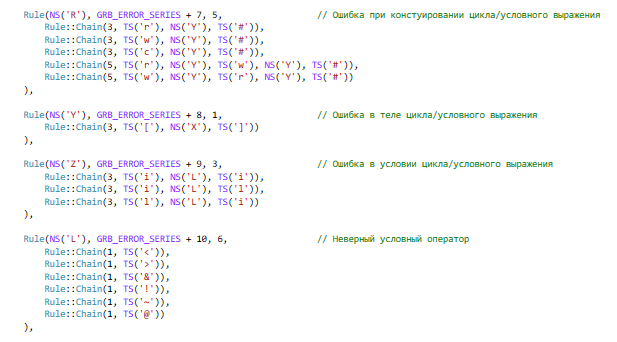 Rule(NS('R'), GRB_ERROR_SERIES + 7, 5, // Ошибка при констуировании цикла/условного выражения
Rule::Chain(3, TS('r'), NS('Y'), TS('#')),
Rule::Chain(3, TS('w'), NS('Y'), TS('#')),
Rule::Chain(3, TS('c'), NS('Y'), TS('#')),
Rule::Chain(5, TS('r'), NS('Y'), TS('w'), NS('Y'), TS('#')),
Rule::Chain(5, TS('w'), NS('Y'), TS('r'), NS('Y'), TS('#'))
),
Rule(NS('Y'), GRB_ERROR_SERIES + 8, 1, // Ошибка в теле цикла/условного выражения
Rule::Chain(3, TS('['), NS('X'), TS(']'))
),
Rule(NS('Z'), GRB_ERROR_SERIES + 9, 3, // Ошибка в условии цикла/условного выражения
Rule::Chain(3, TS('i'), NS('L'), TS('i')),
Rule::Chain(3, TS('i'), NS('L'), TS('l')),
Rule::Chain(3, TS('l'), NS('L'), TS('i'))
),
Rule(NS('L'), GRB_ERROR_SERIES + 10, 6, // Неверный условный оператор
Rule::Chain(1, TS('<')),
Rule::Chain(1, TS('>')),
Rule::Chain(1, TS('&')),
Rule::Chain(1, TS('!')),
Rule::Chain(1, TS('~')),
Rule::Chain(1, TS('@'))
),